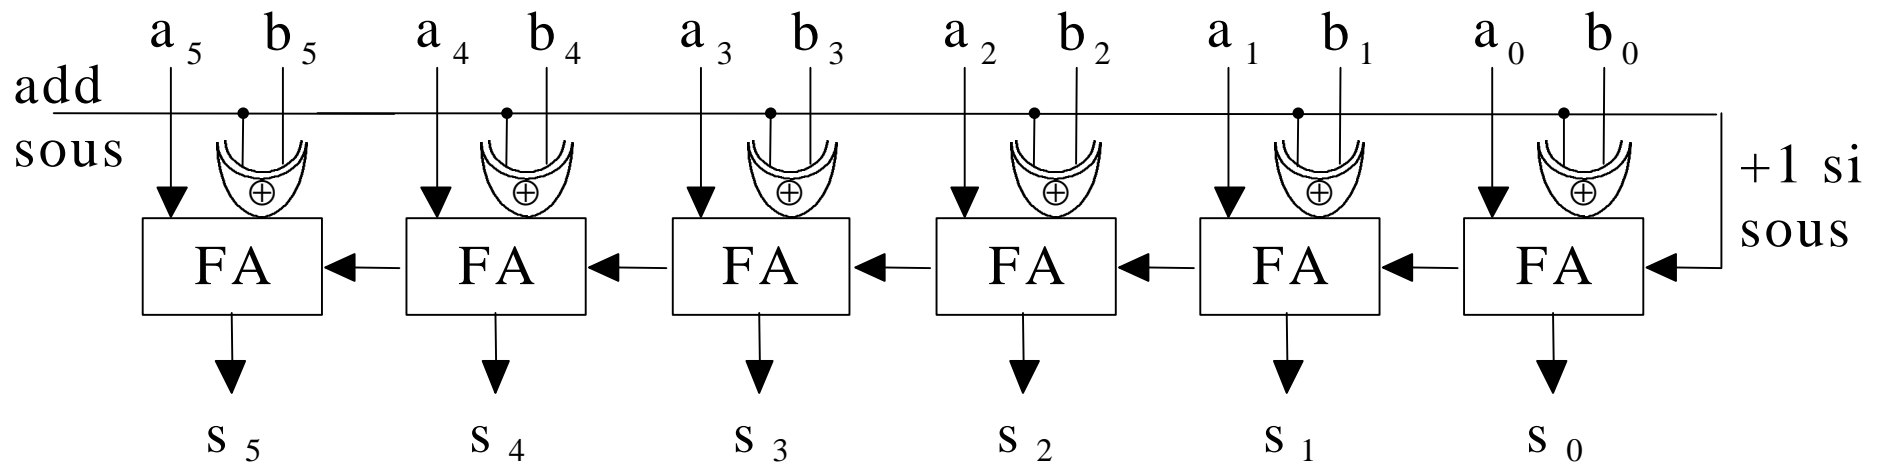 a5 b5 a4 b4 a3 b3 a2 b2 a1 b1 a0 b0
add
sous
+1 si
sous
FA FA FA FA FA FA
s5 s4 s3 s2 s1 s0